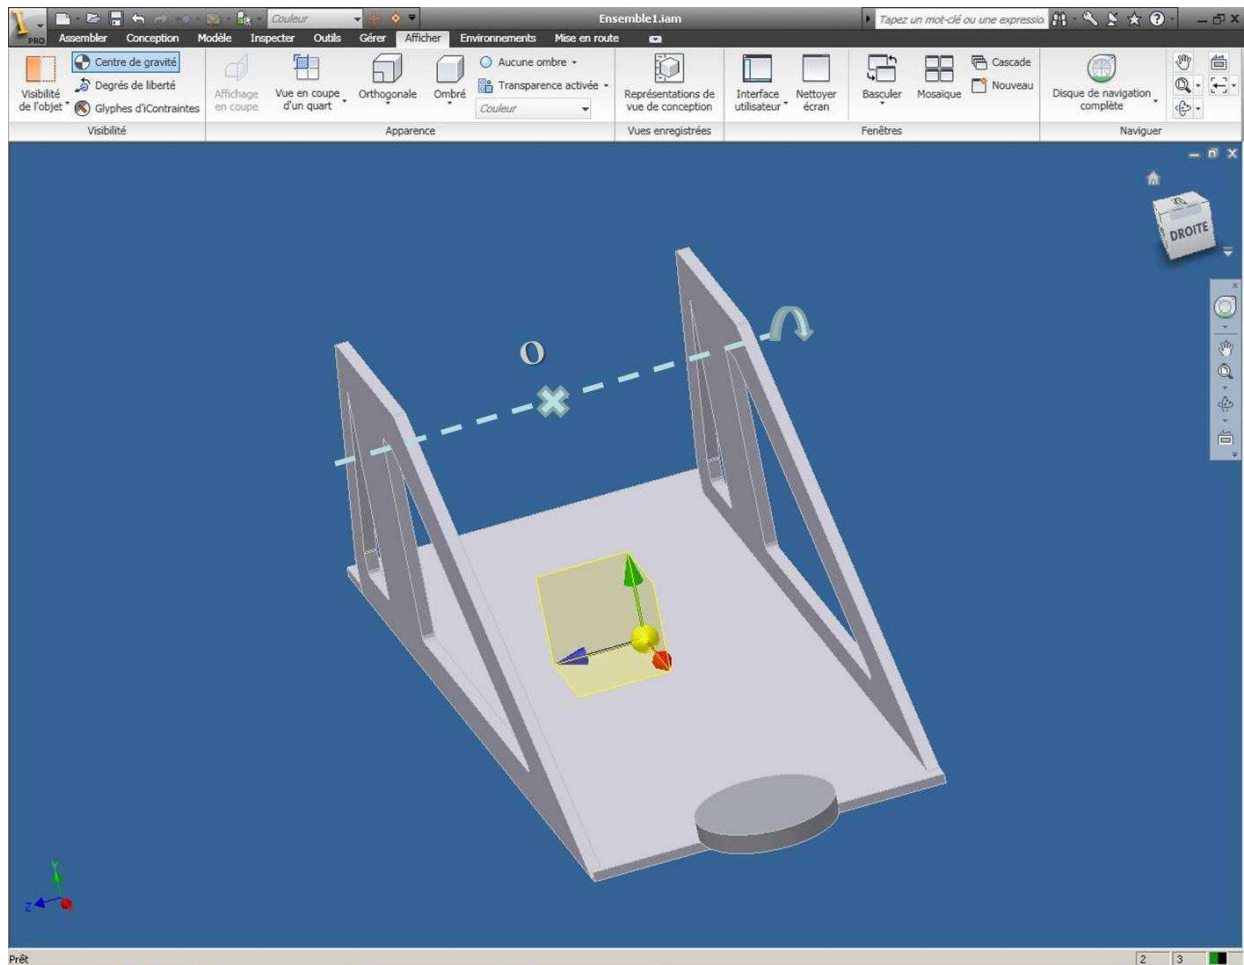 Couleur
Ensemble1.iam
Tapez un mot-clé ou une expressio
PRO
Assembler Conception Modèle Inspecter Outils Gérer Afficher Environnements Mise en route
Visibilité de l'objet
Centre de gravité
Degrés de liberté
Glyphes d'iContraintes
Affichage en coupe
Vue en coupe d'un quart
Orthogonale
Ombré
Aucune ombre
Transparence activée
Couleur
Représentations de vue de conception
Interface utilisateur
Nettoyer écran
Basculer
Mosaïque
Cascade
Nouveau
Disque de navigation complète
Visibilité
Apparence
Vues enregistrées
Fenêtres
Naviguer
DROITE
O
Y
Z
Prêt
2 3